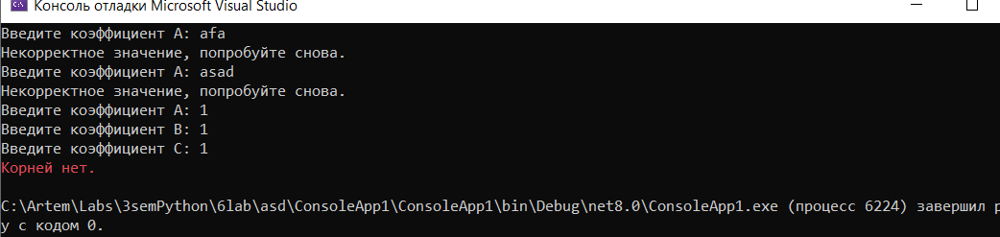 C:\ Консоль отладки Microsoft Visual Studio
Введите коэффициент A: afa
Некорректное значение, попробуйте снова.
Введите коэффициент A: asad
Некорректное значение, попробуйте снова.
Введите коэффициент A: 1
Введите коэффициент B: 1
Введите коэффициент C: 1
Корней нет.
C:\Artem\Labs\3semPython\6lab\asd\ConsoleApp1\ConsoleApp1\bin\Debug\net8.0\ConsoleApp1.exe (процесс 6224) завершил р
у с кодом 0.